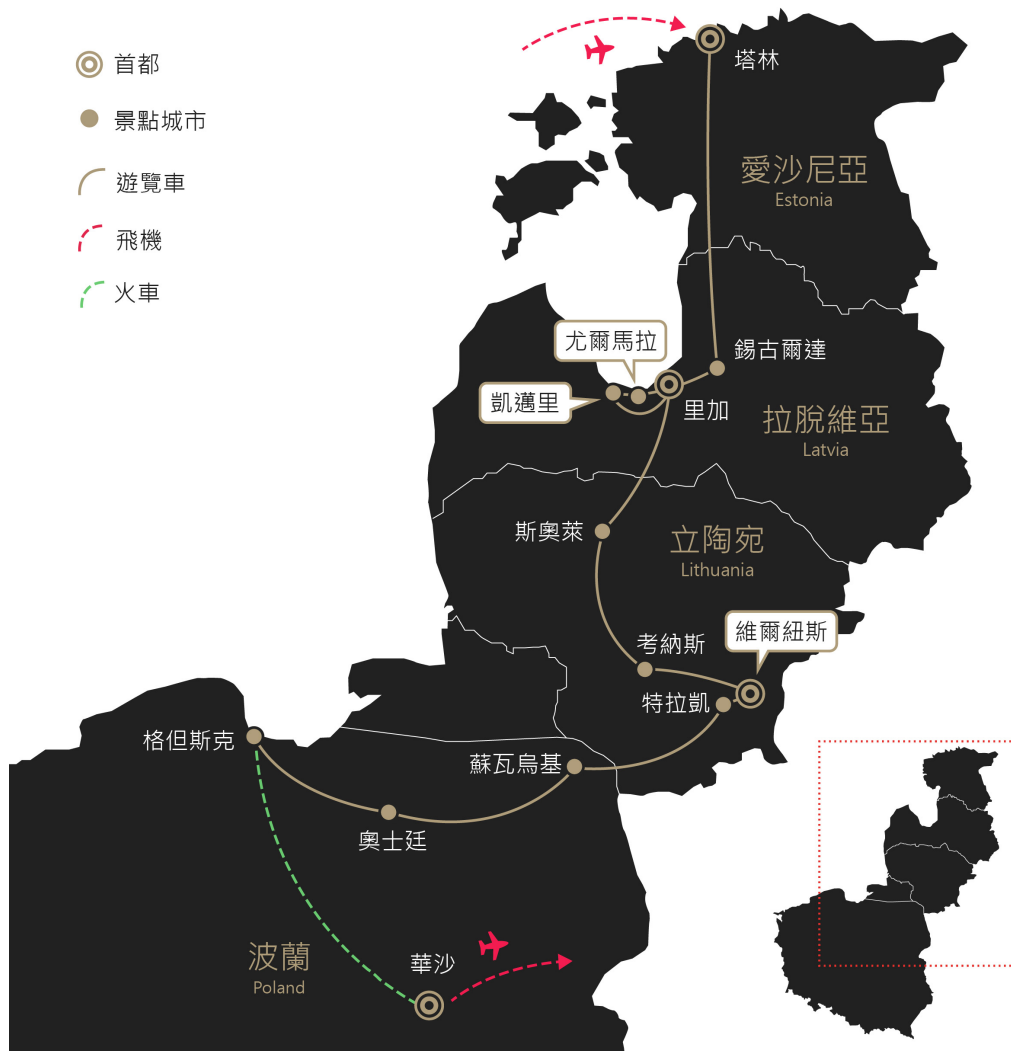 首都
景點城市
遊覽車
飛機
火車
塔林
愛沙尼亞
Estonia
尤爾馬拉
錫古爾達
凱邁里
里加
拉脫維亞
Latvia
斯奧萊
立陶宛
Lithuania
維爾紐斯
考納斯
特拉凱
格但斯克
蘇瓦烏基
奧士廷
波蘭
Poland
華沙